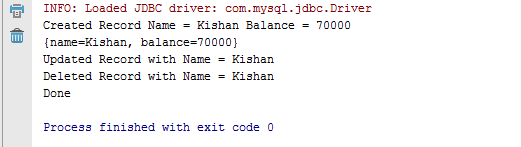 INFO: Loaded JDBC driver: com.mysql.jdbc.Driver
Created Record Name = Kishan Balance = 70000
{name=Kishan, balance=70000}
Updated Record with Name = Kishan
Deleted Record with Name = Kishan
Done
Process finished with exit code 0